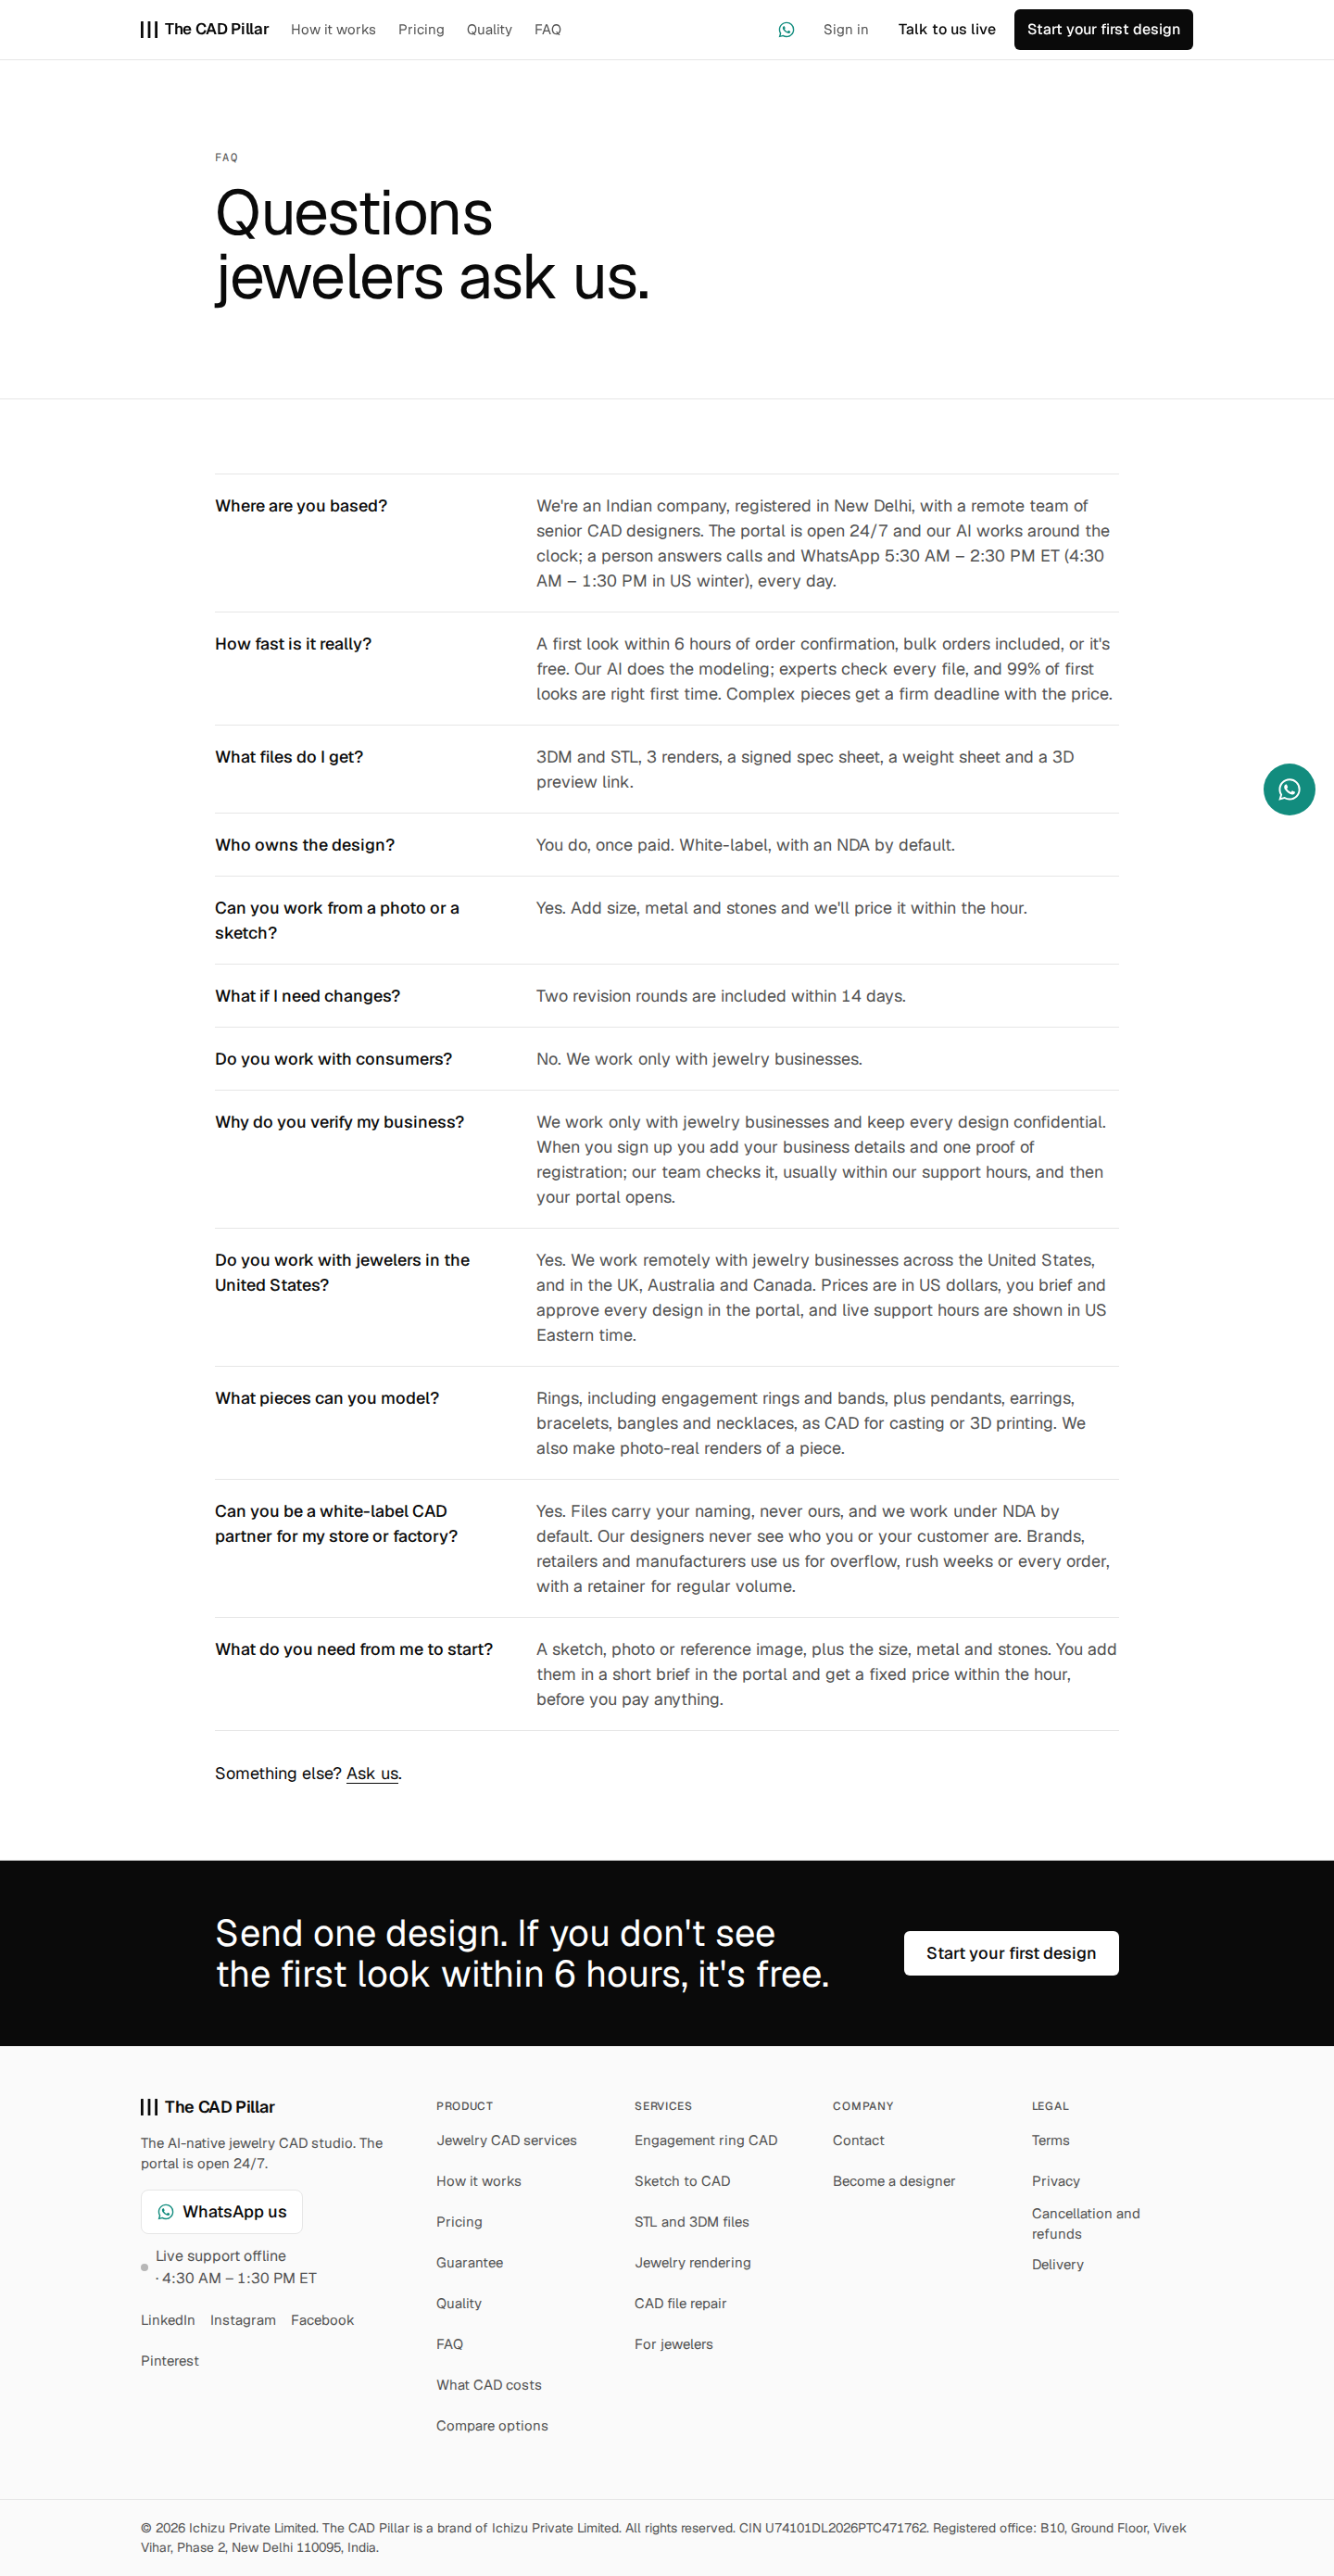 The CAD Pillar How it works Pricing Quality FAQ Sign in Talk to us live Start your first design
FAQ
Questions
jewelers ask us.
Where are you based?
We're an Indian company, registered in New Delhi, with a remote team of
senior CAD designers. The portal is open 24/7 and our AI works around the
clock; a person answers calls and WhatsApp 5:30 AM – 2:30 PM ET (4:30
AM – 1:30 PM in US winter), every day.
How fast is it really?
A first look within 6 hours of order confirmation, bulk orders included, or it's
free. Our AI does the modeling; experts check every file, and 99% of first
looks are right first time. Complex pieces get a firm deadline with the price.
What files do I get?
3DM and STL, 3 renders, a signed spec sheet, a weight sheet and a 3D
preview link.
Who owns the design?
You do, once paid. White-label, with an NDA by default.
Can you work from a photo or a
sketch?
Yes. Add size, metal and stones and we'll price it within the hour.
What if I need changes?
Two revision rounds are included within 14 days.
Do you work with consumers?
No. We work only with jewelry businesses.
Why do you verify my business?
We work only with jewelry businesses and keep every design confidential.
When you sign up you add your business details and one proof of
registration; our team checks it, usually within our support hours, and then
your portal opens.
Do you work with jewelers in the
United States?
Yes. We work remotely with jewelry businesses across the United States,
and in the UK, Australia and Canada. Prices are in US dollars, you brief and
approve every design in the portal, and live support hours are shown in US
Eastern time.
What pieces can you model?
Rings, including engagement rings and bands, plus pendants, earrings,
bracelets, bangles and necklaces, as CAD for casting or 3D printing. We
also make photo-real renders of a piece.
Can you be a white-label CAD
partner for my store or factory?
Yes. Files carry your naming, never ours, and we work under NDA by
default. Our designers never see who you or your customer are. Brands,
retailers and manufacturers use us for overflow, rush weeks or every order,
with a retainer for regular volume.
What do you need from me to start?
A sketch, photo or reference image, plus the size, metal and stones. You add
them in a short brief in the portal and get a fixed price within the hour,
before you pay anything.
Something else? Ask us.
Send one design. If you don't see
the first look within 6 hours, it's free.
Start your first design
The CAD Pillar
The AI-native jewelry CAD studio. The
portal is open 24/7.
WhatsApp us
Live support offline
· 4:30 AM – 1:30 PM ET
LinkedIn Instagram Facebook
Pinterest
PRODUCT
Jewelry CAD services
How it works
Pricing
Guarantee
Quality
FAQ
What CAD costs
Compare options
SERVICES
Engagement ring CAD
Sketch to CAD
STL and 3DM files
Jewelry rendering
CAD file repair
For jewelers
COMPANY
Contact
Become a designer
LEGAL
Terms
Privacy
Cancellation and
refunds
Delivery
© 2026 Ichizu Private Limited. The CAD Pillar is a brand of Ichizu Private Limited. All rights reserved. CIN U74101DL2026PTC471762. Registered office: B10, Ground Floor, Vivek
Vihar, Phase 2, New Delhi 110095, India.